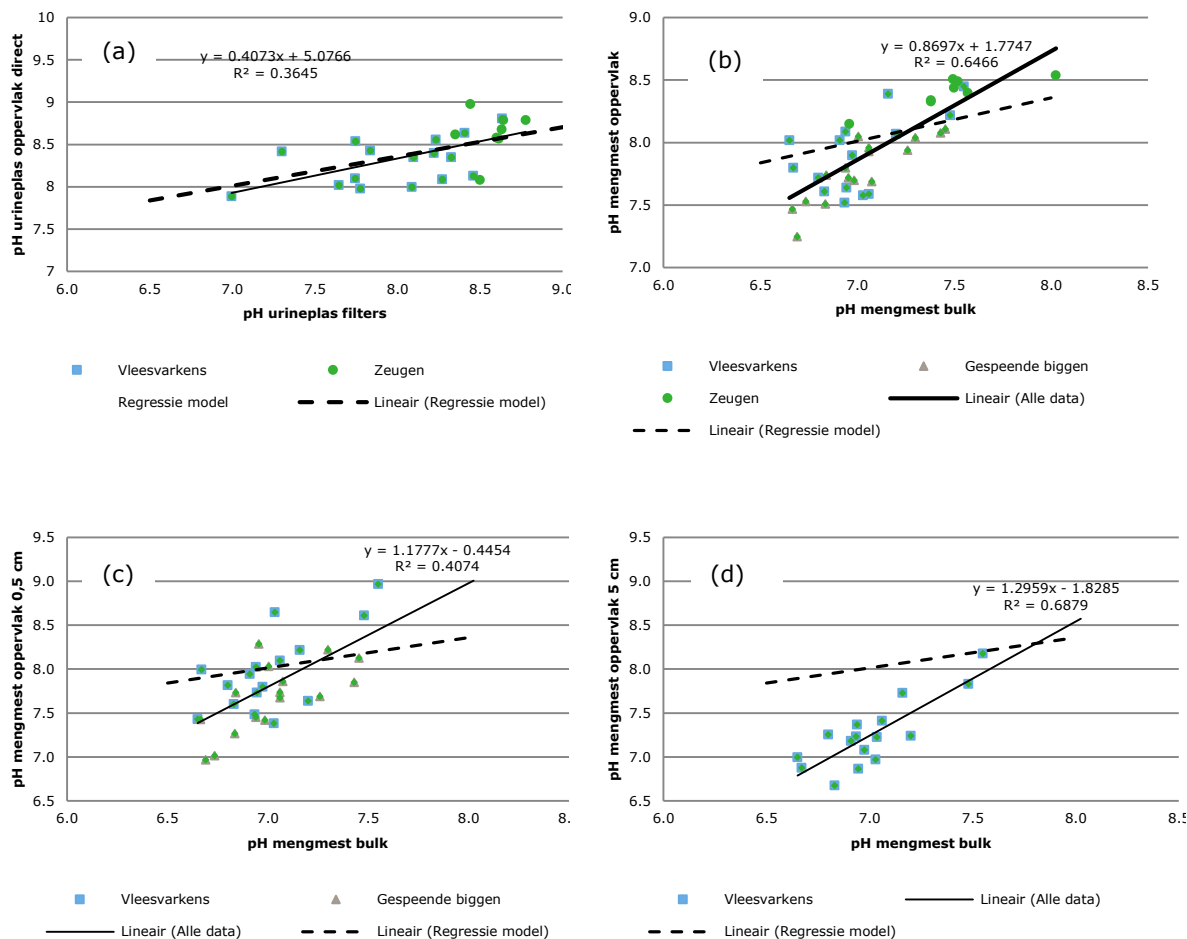 (a)
y = 0.4073x + 5.0766
R² = 0.3645
pH urineplas oppervlak direct
10
9.5
9
8.5
8
7.5
7
6.0
7.0
7.5
8.0
8.5
9.0
pH urineplas filters
Vleesvarkens
Zeugen
Regressie model
Lineair (Regressie model)
(b)
y = 0.8697x + 1.7747
R² = 0.6466
pH mengmest oppervlak
9.0
8.5
8.0
7.5
7.0
6.0
6.5
7.0
7.5
8.0
8.5
pH mengmest bulk
Vleesvarkens
Gespeende biggen
Zeugen
Lineair (Alle data)
Lineair (Regressie model)
(c)
y = 1.1777x - 0.4454
R² = 0.4074
pH mengmest oppervlak 0,5 cm
9.5
9.0
8.5
8.0
7.5
7.0
6.5
6.0
6.5
7.0
7.5
8.0
pH mengmest bulk
Vleesvarkens
Gespeende biggen
Lineair (Alle data)
Lineair (Regressie model)
(d)
y = 1.2959x - 1.8285
R² = 0.6879
pH mengmest oppervlak 5 cm
9.5
9.0
8.5
8.0
7.5
7.0
6.5
6.0
6.5
7.0
7.5
8.0
8.5
pH mengmest bulk
Vleesvarkens
Lineair (Alle data)
Lineair (Regressie model)